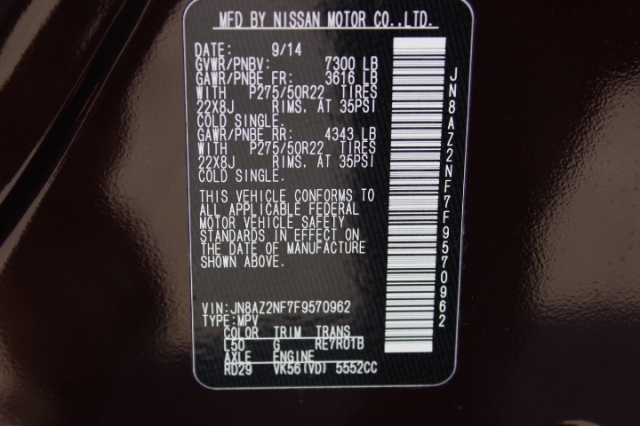 MFD BY NISSAN MOTOR CO.,LTD.
DATE: 9/14
GVWR/PNBV: 7300 LB
GAWR/PNBE FR: 3616 LB
WITH P275/50R22 TIRES
22X8J RIMS, AT 35PSI
COLD SINGLE.
GAWR/PNBE RR: 4343 LB
WITH P275/50R22 TIRES
22X8J RIMS, AT 35PSI
COLD SINGLE.
THIS VEHICLE CONFORMS TO
ALL APPLICABLE FEDERAL
MOTOR VEHICLE SAFETY
STANDARDS IN EFFECT ON
THE DATE OF MANUFACTURE
SHOWN ABOVE.
VIN:JN8AZ2NF7F9570962
TYPE:MPV
COLOR TRIM TRANS
L50 G RE7R01B
AXLE ENGINE
RD29 VK56(VD) 5552CC
JN8AZ2NF7F9570962